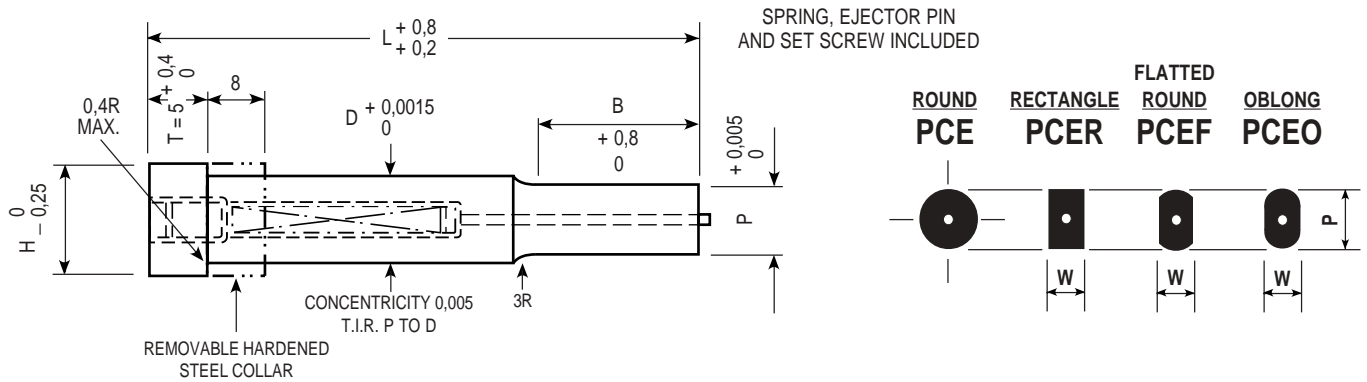 SPRING, EJECTOR PIN
AND SET SCREW INCLUDED
L + 0,8
+ 0,2
T = 5 + 0,4
0
8
0,4R
MAX.
D + 0,0015
0
B
+ 0,8
0
+ 0,005
0
P
H 0
– 0,25
CONCENTRICITY 0,005
T.I.R. P TO D
3R
REMOVABLE HARDENED
STEEL COLLAR
ROUND
PCE
RECTANGLE
PCER
FLATTED
ROUND
PCEF
OBLONG
PCEO
P
W
W
W